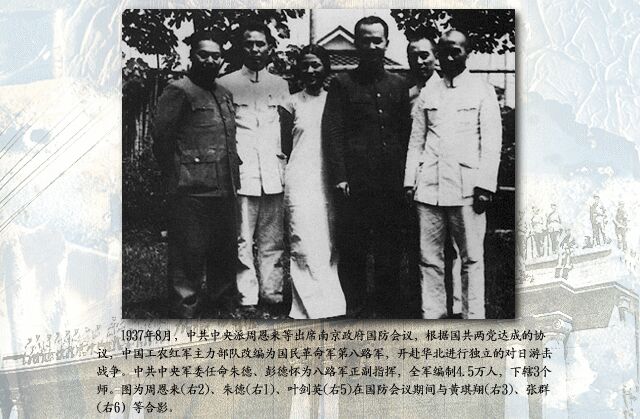 1937年8月，中共中央派周恩来等出席南京政府国防会议，根据国共两党达成的协
议，中国工农红军主力部队改编为国民革命军第八路军，开赴华北进行独立的对日游击
战争。中共中央军委任命朱德、彭德怀为八路军正副指挥，全军编制4.5万人，下辖3个
师。图为周恩来(右2)、朱德(右1)、叶剑英(右5)在国防会议期间与黄琪翔(右3)、张群
(右6) 等合影。